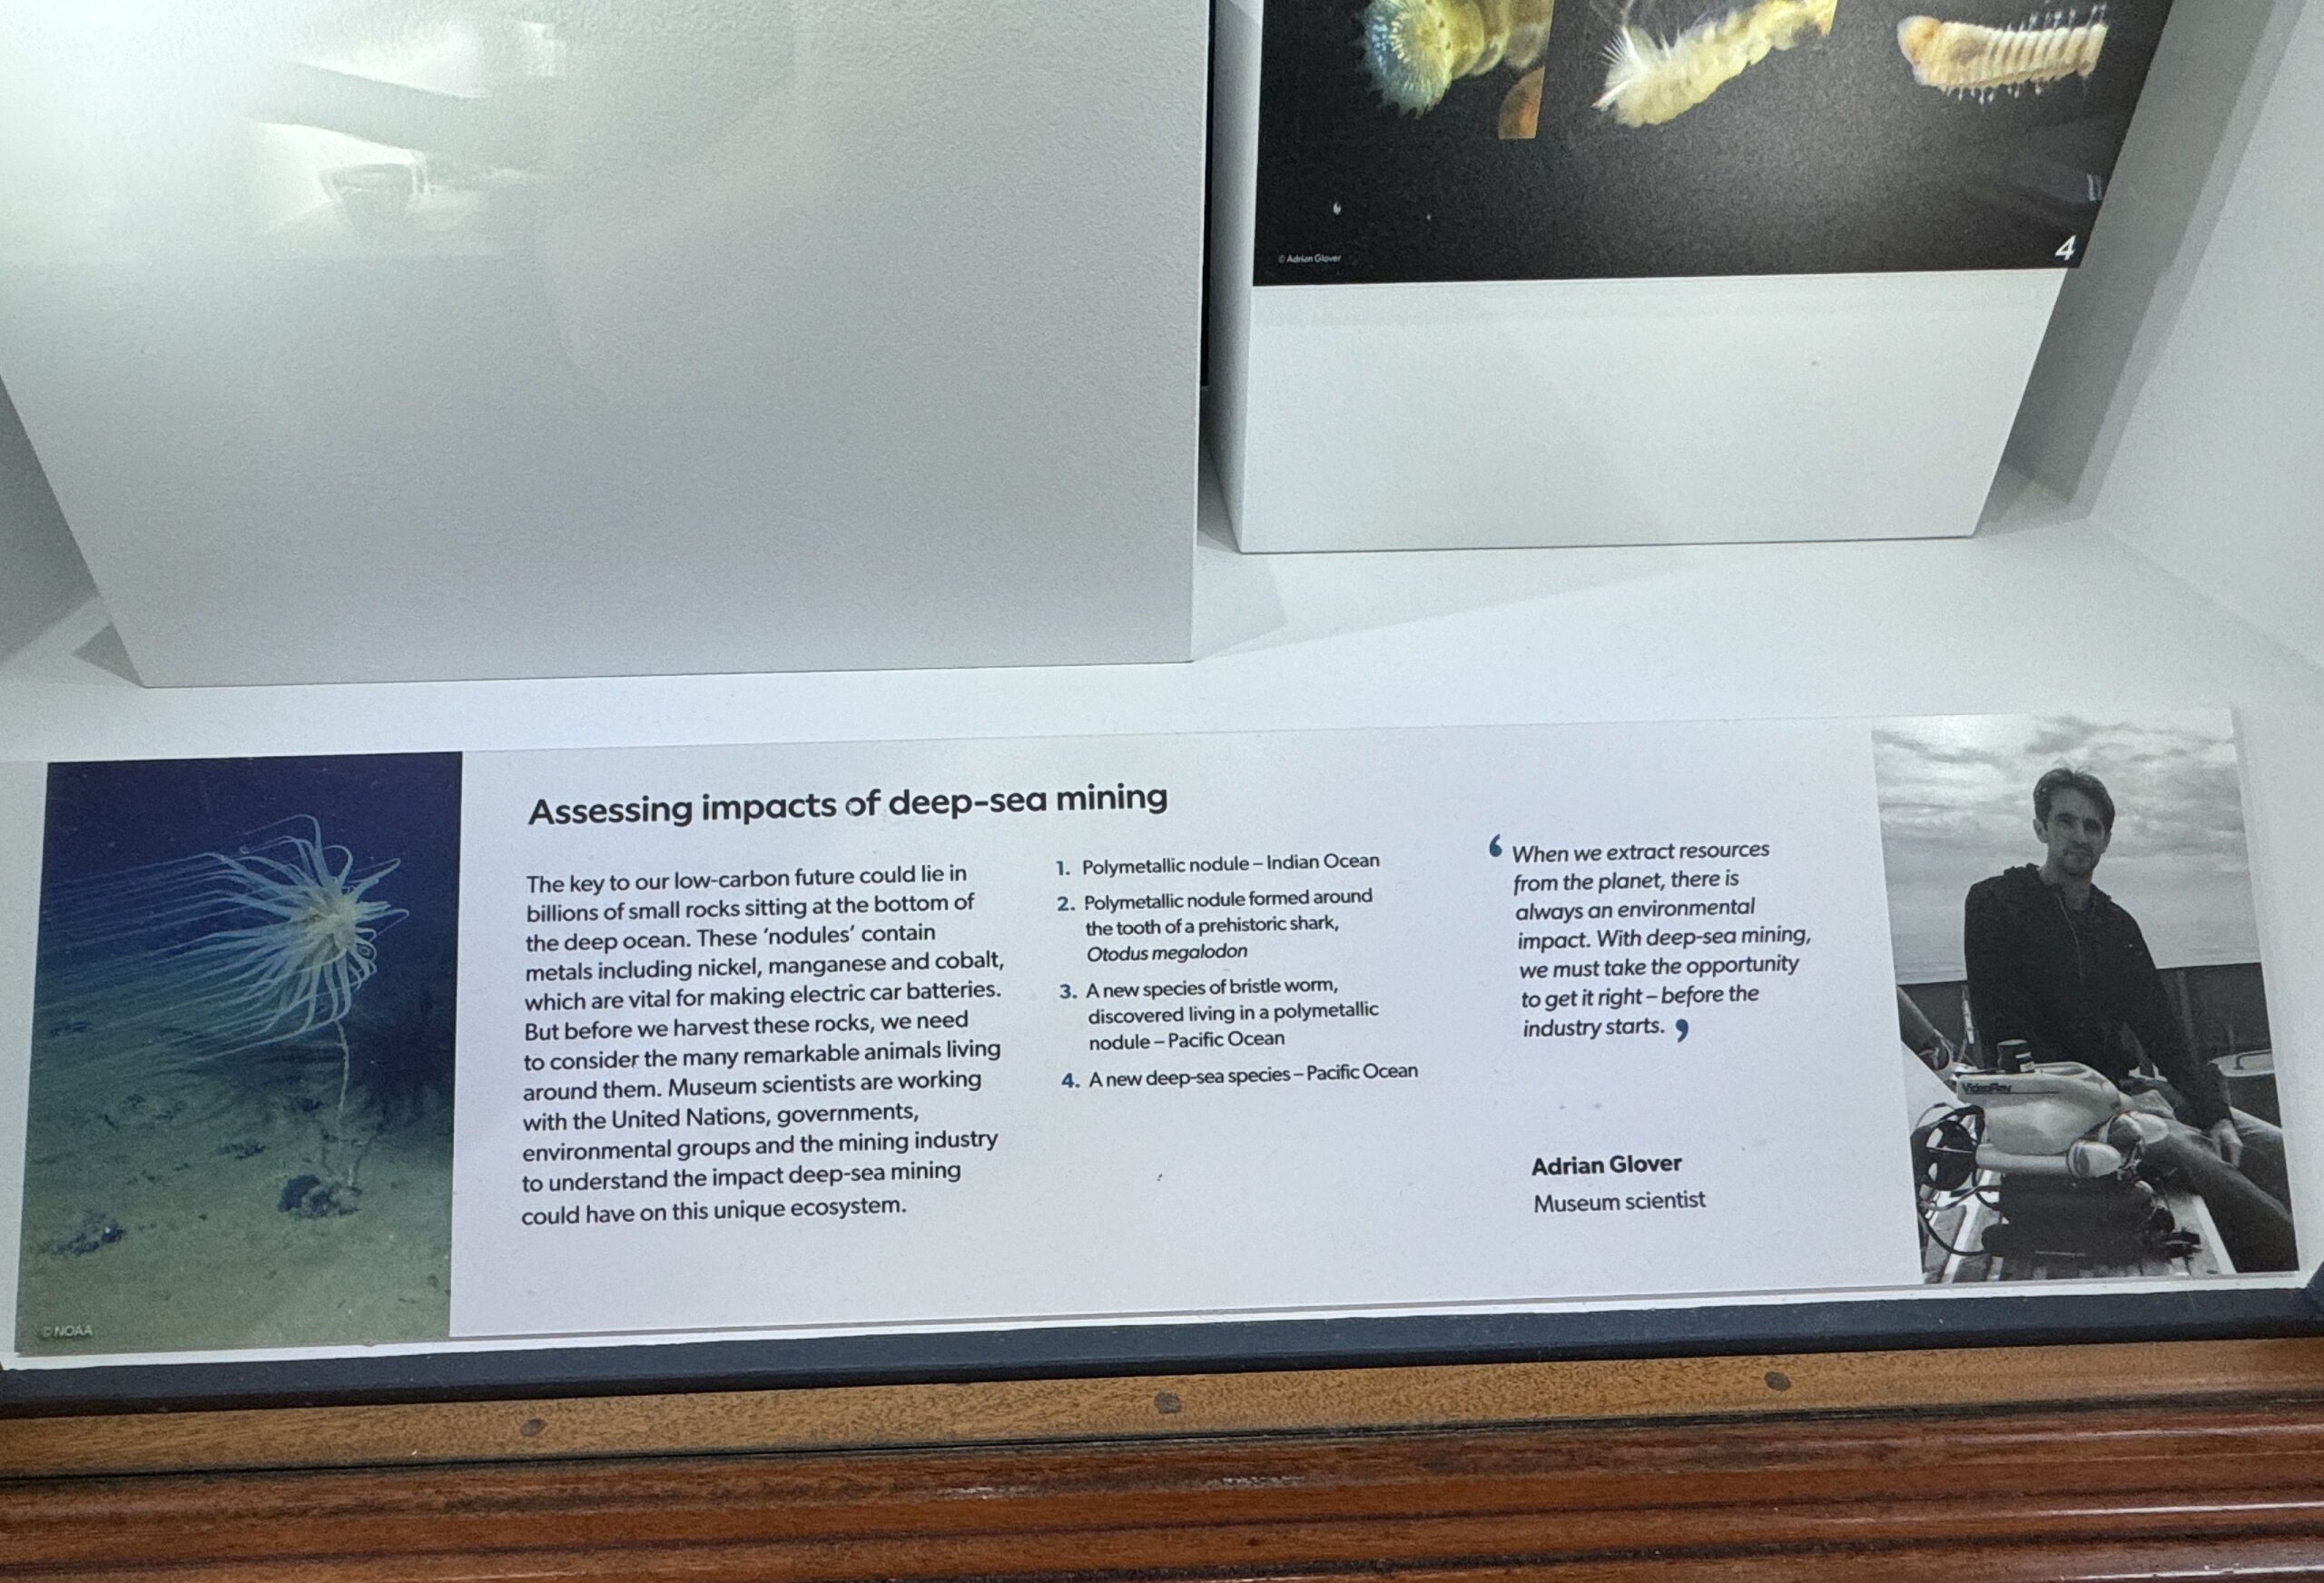 © Adrian Glover
4
Assessing impacts of deep-sea mining
The key to our low-carbon future could lie in
billions of small rocks sitting at the bottom of
the deep ocean. These ‘nodules’ contain
metals including nickel, manganese and cobalt,
which are vital for making electric car batteries.
But before we harvest these rocks, we need
to consider the many remarkable animals living
around them. Museum scientists are working
with the United Nations, governments,
environmental groups and the mining industry
to understand the impact deep-sea mining
could have on this unique ecosystem.
1. Polymetallic nodule – Indian Ocean
2. Polymetallic nodule formed around
the tooth of a prehistoric shark,
Otodus megalodon
3. A new species of bristle worm,
discovered living in a polymetallic
nodule – Pacific Ocean
4. A new deep-sea species – Pacific Ocean
‘ When we extract resources
from the planet, there is
always an environmental
impact. With deep-sea mining,
we must take the opportunity
to get it right – before the
industry starts. ’
Adrian Glover
Museum scientist
VideoRay
© NOAA